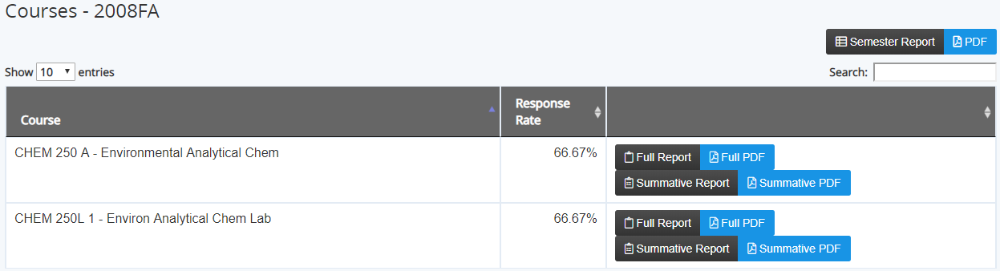 Courses - 2008FA
Semester Report PDF
Show 10 entries Search:
Course Response Rate
CHEM 250 A - Environmental Analytical Chem 66.67% Full Report Full PDF
Summative Report Summative PDF
CHEM 250L 1 - Environ Analytical Chem Lab 66.67% Full Report Full PDF
Summative Report Summative PDF